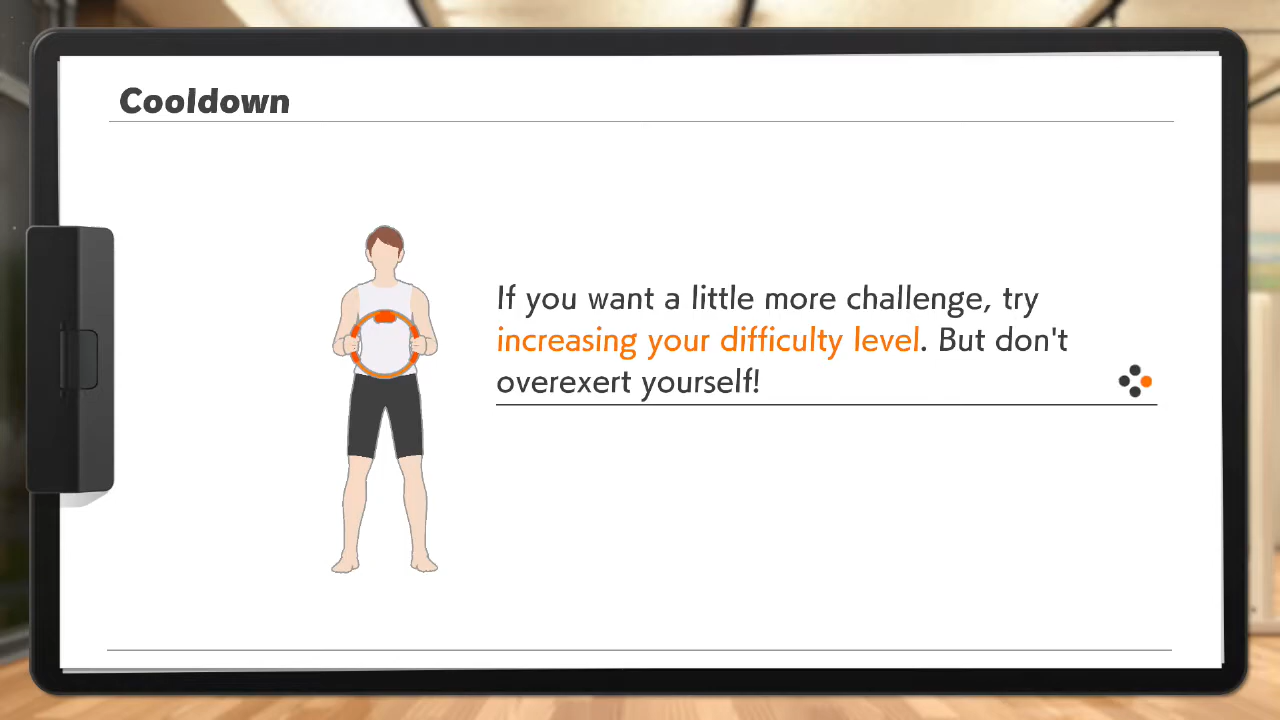 Cooldown
If you want a little more challenge, try
increasing your difficulty level. But don't
overexert yourself!